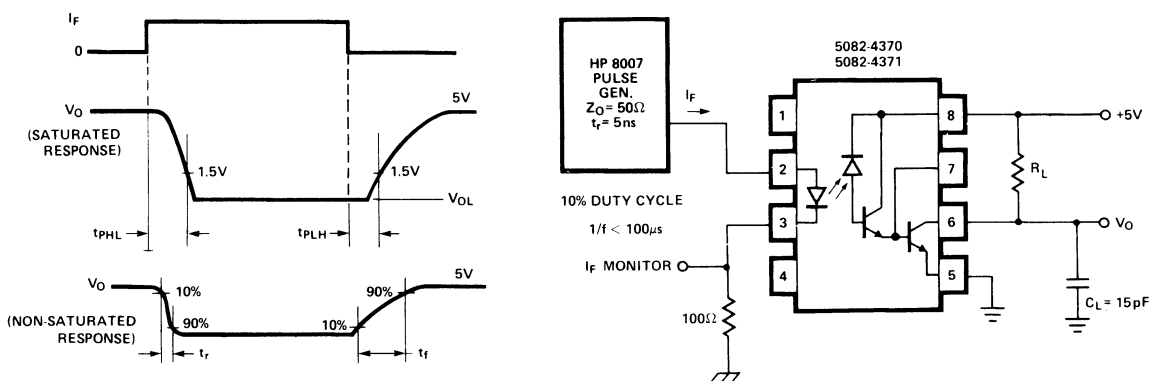 I_F
0
V_O
(SATURATED
RESPONSE)
5V
1.5V
1.5V
V_OL
t_PHL
t_PLH
V_O
10%
90%
5V
(NON-SATURATED
RESPONSE)
90%
10%
t_r
t_f
HP 8007
PULSE
GEN.
Z_O = 50Ω
t_r = 5ns
I_F
5082-4370
5082-4371
1
2
3
4
8
7
6
5
+5V
R_L
V_O
10% DUTY CYCLE
1/f < 100μs
I_F MONITOR
100Ω
C_L = 15pF